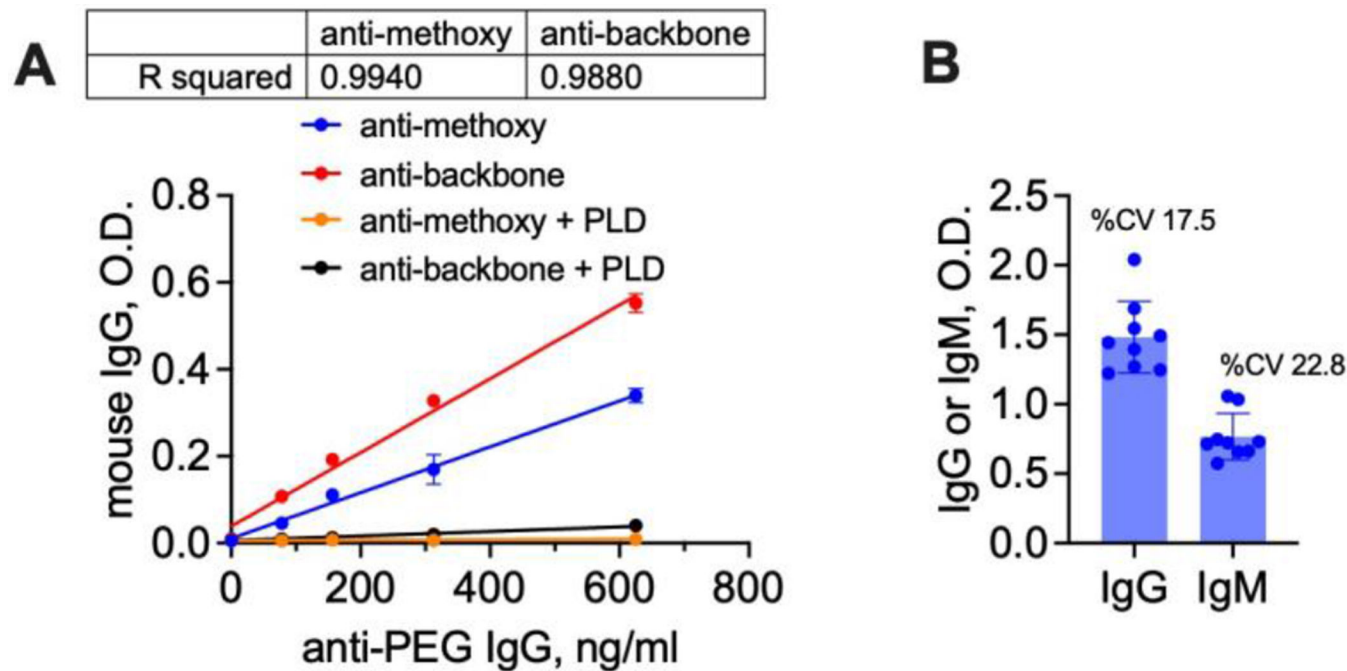 A
anti-methoxy anti-backbone
R squared 0.9940 0.9880
anti-methoxy
anti-backbone
anti-methoxy + PLD
anti-backbone + PLD
mouse IgG, O.D.
0.8
0.6
0.4
0.2
0.0
0 200 400 600 800
anti-PEG IgG, ng/ml
B
IgG or IgM, O.D.
2.5
2.0
1.5
1.0
0.5
0.0
%CV 17.5
%CV 22.8
IgG IgM